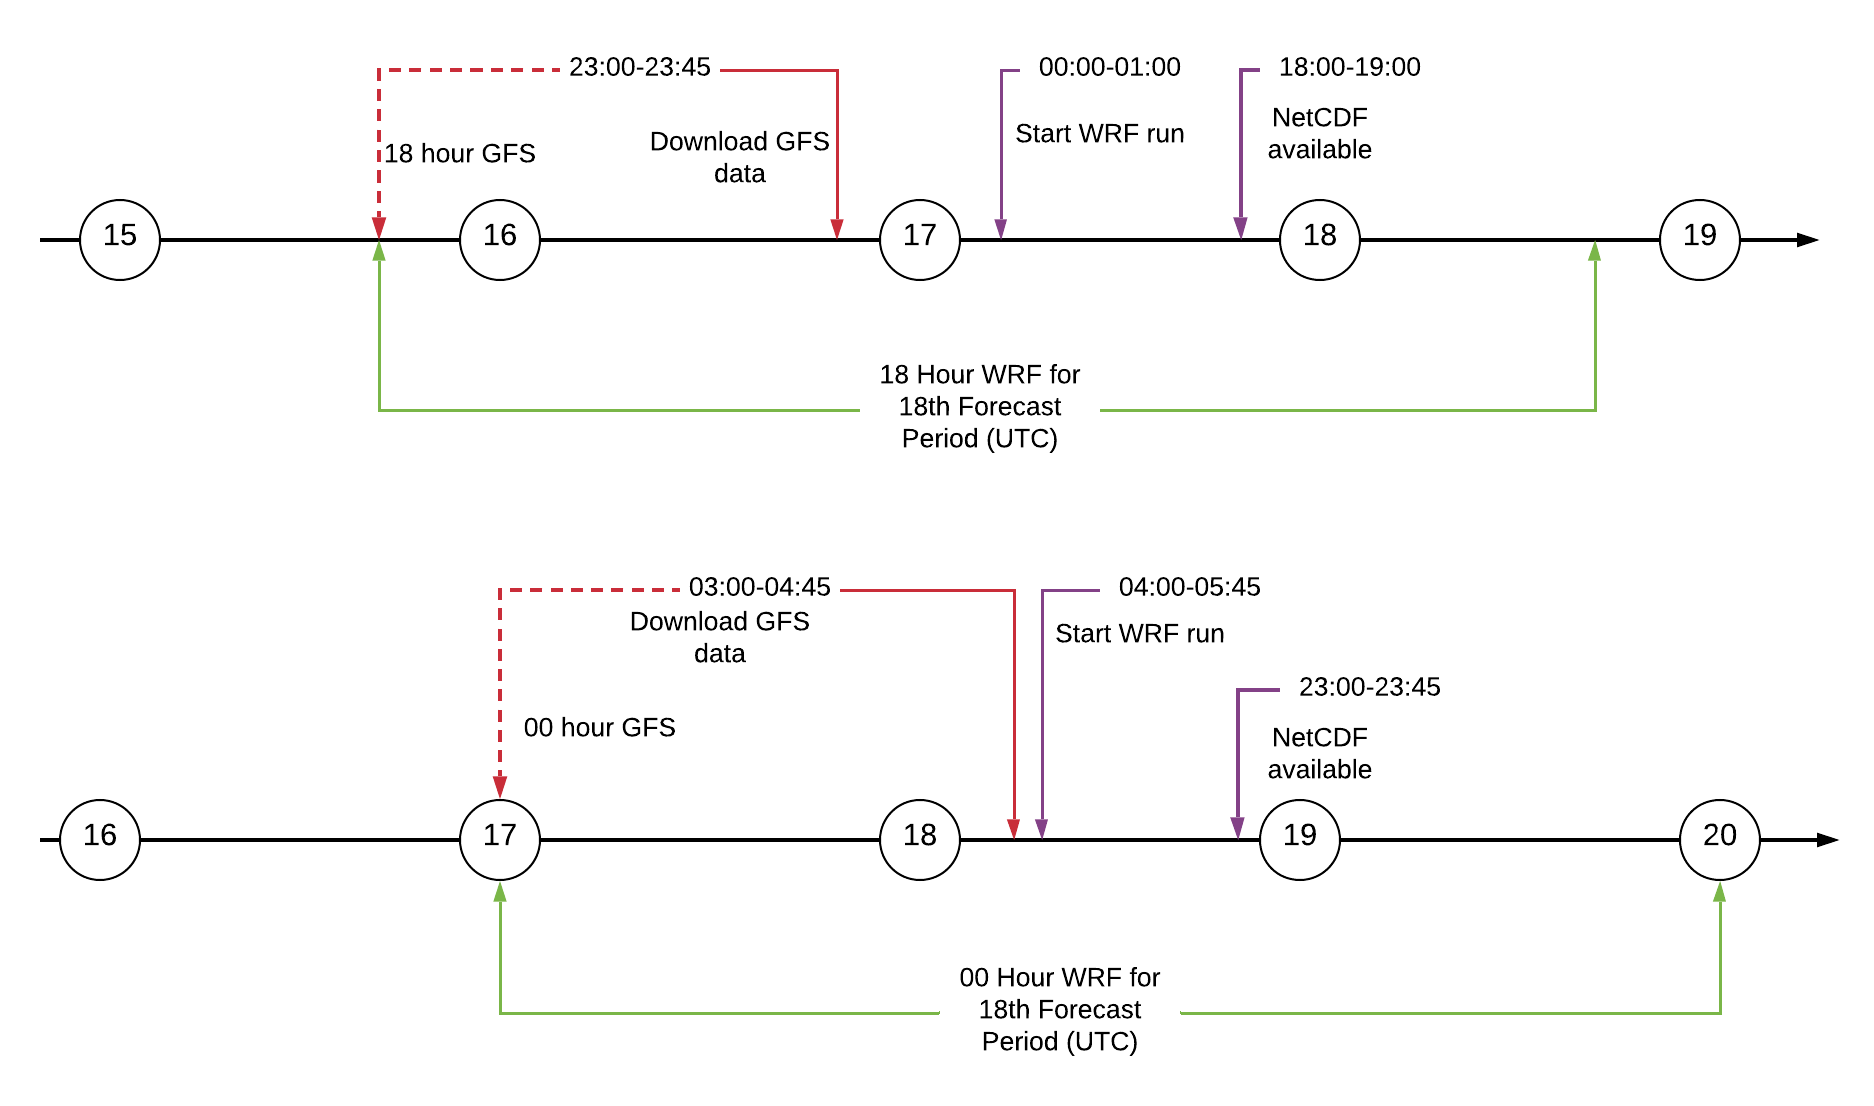 23:00-23:45
00:00-01:00
18:00-19:00
18 hour GFS
Download GFS
data
Start WRF run
NetCDF
available
15
16
17
18
19
18 Hour WRF for
18th Forecast
Period (UTC)
03:00-04:45
Download GFS
data
04:00-05:45
Start WRF run
00 hour GFS
23:00-23:45
NetCDF
available
16
17
18
19
20
00 Hour WRF for
18th Forecast
Period (UTC)